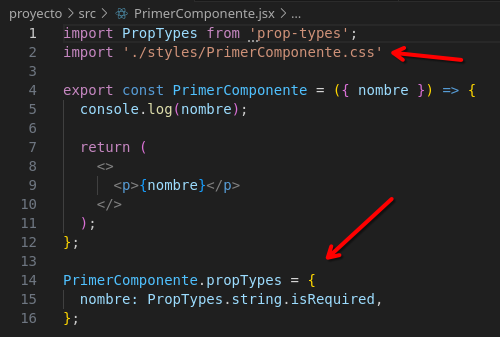 proyecto > src > PrimerComponente.jsx > ...
1 import PropTypes from 'prop-types';
2 import './styles/PrimerComponente.css'
3
4 export const PrimerComponente = ({ nombre }) => {
5   console.log(nombre);
6
7   return (
8     <>
9       <p>{nombre}</p>
10     </>
11   );
12 };
13
14 PrimerComponente.propTypes = {
15   nombre: PropTypes.string.isRequired,
16 };